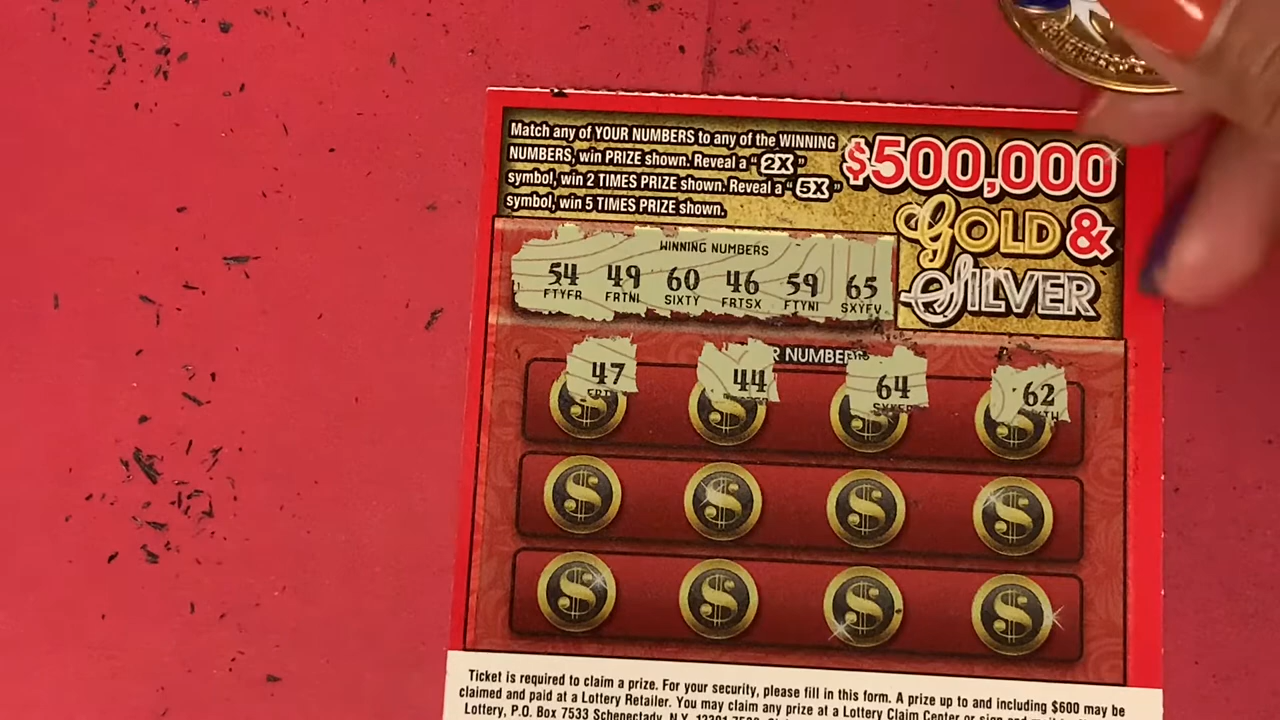 Match any of YOUR NUMBERS to any of the WINNING
NUMBERS, win PRIZE shown. Reveal a "2X"
symbol, win 2 TIMES PRIZE shown. Reveal a "5X"
symbol, win 5 TIMES PRIZE shown.
$500,000
GOLD &
SILVER
WINNING NUMBERS
54 49 60 46 59 65
FTYFR FRTNI SIXTY FRTSX FTYNI SXYFV
NUMBERS
47 44 64 62
Ticket is required to claim a prize. For your security, please fill in this form. A prize up to and including $600 may be
claimed and paid at a Lottery Retailer. You may claim any prize at a Lottery Claim Center or sign and
Lottery, P.O. Box 7533 Schenectady, N.Y.